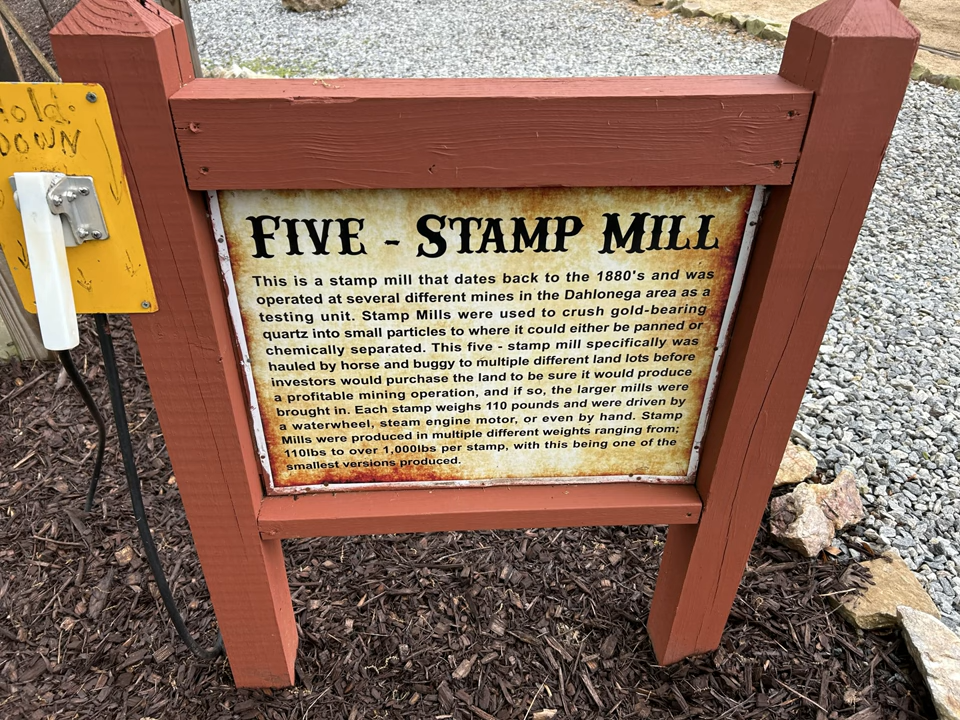 old.
DOWN
FIVE - STAMP MILL
This is a stamp mill that dates back to the 1880's and was
operated at several different mines in the Dahlonega area as a
testing unit. Stamp Mills were used to crush gold-bearing
quartz into small particles to where it could either be panned or
chemically separated. This five - stamp mill specifically was
hauled by horse and buggy to multiple different land lots before
investors would purchase the land to be sure it would produce
a profitable mining operation, and if so, the larger mills were
brought in. Each stamp weighs 110 pounds and were driven by
a waterwheel, steam engine motor, or even by hand. Stamp
Mills were produced in multiple different weights ranging from;
110lbs to over 1,000lbs per stamp, with this being one of the
smallest versions produced.